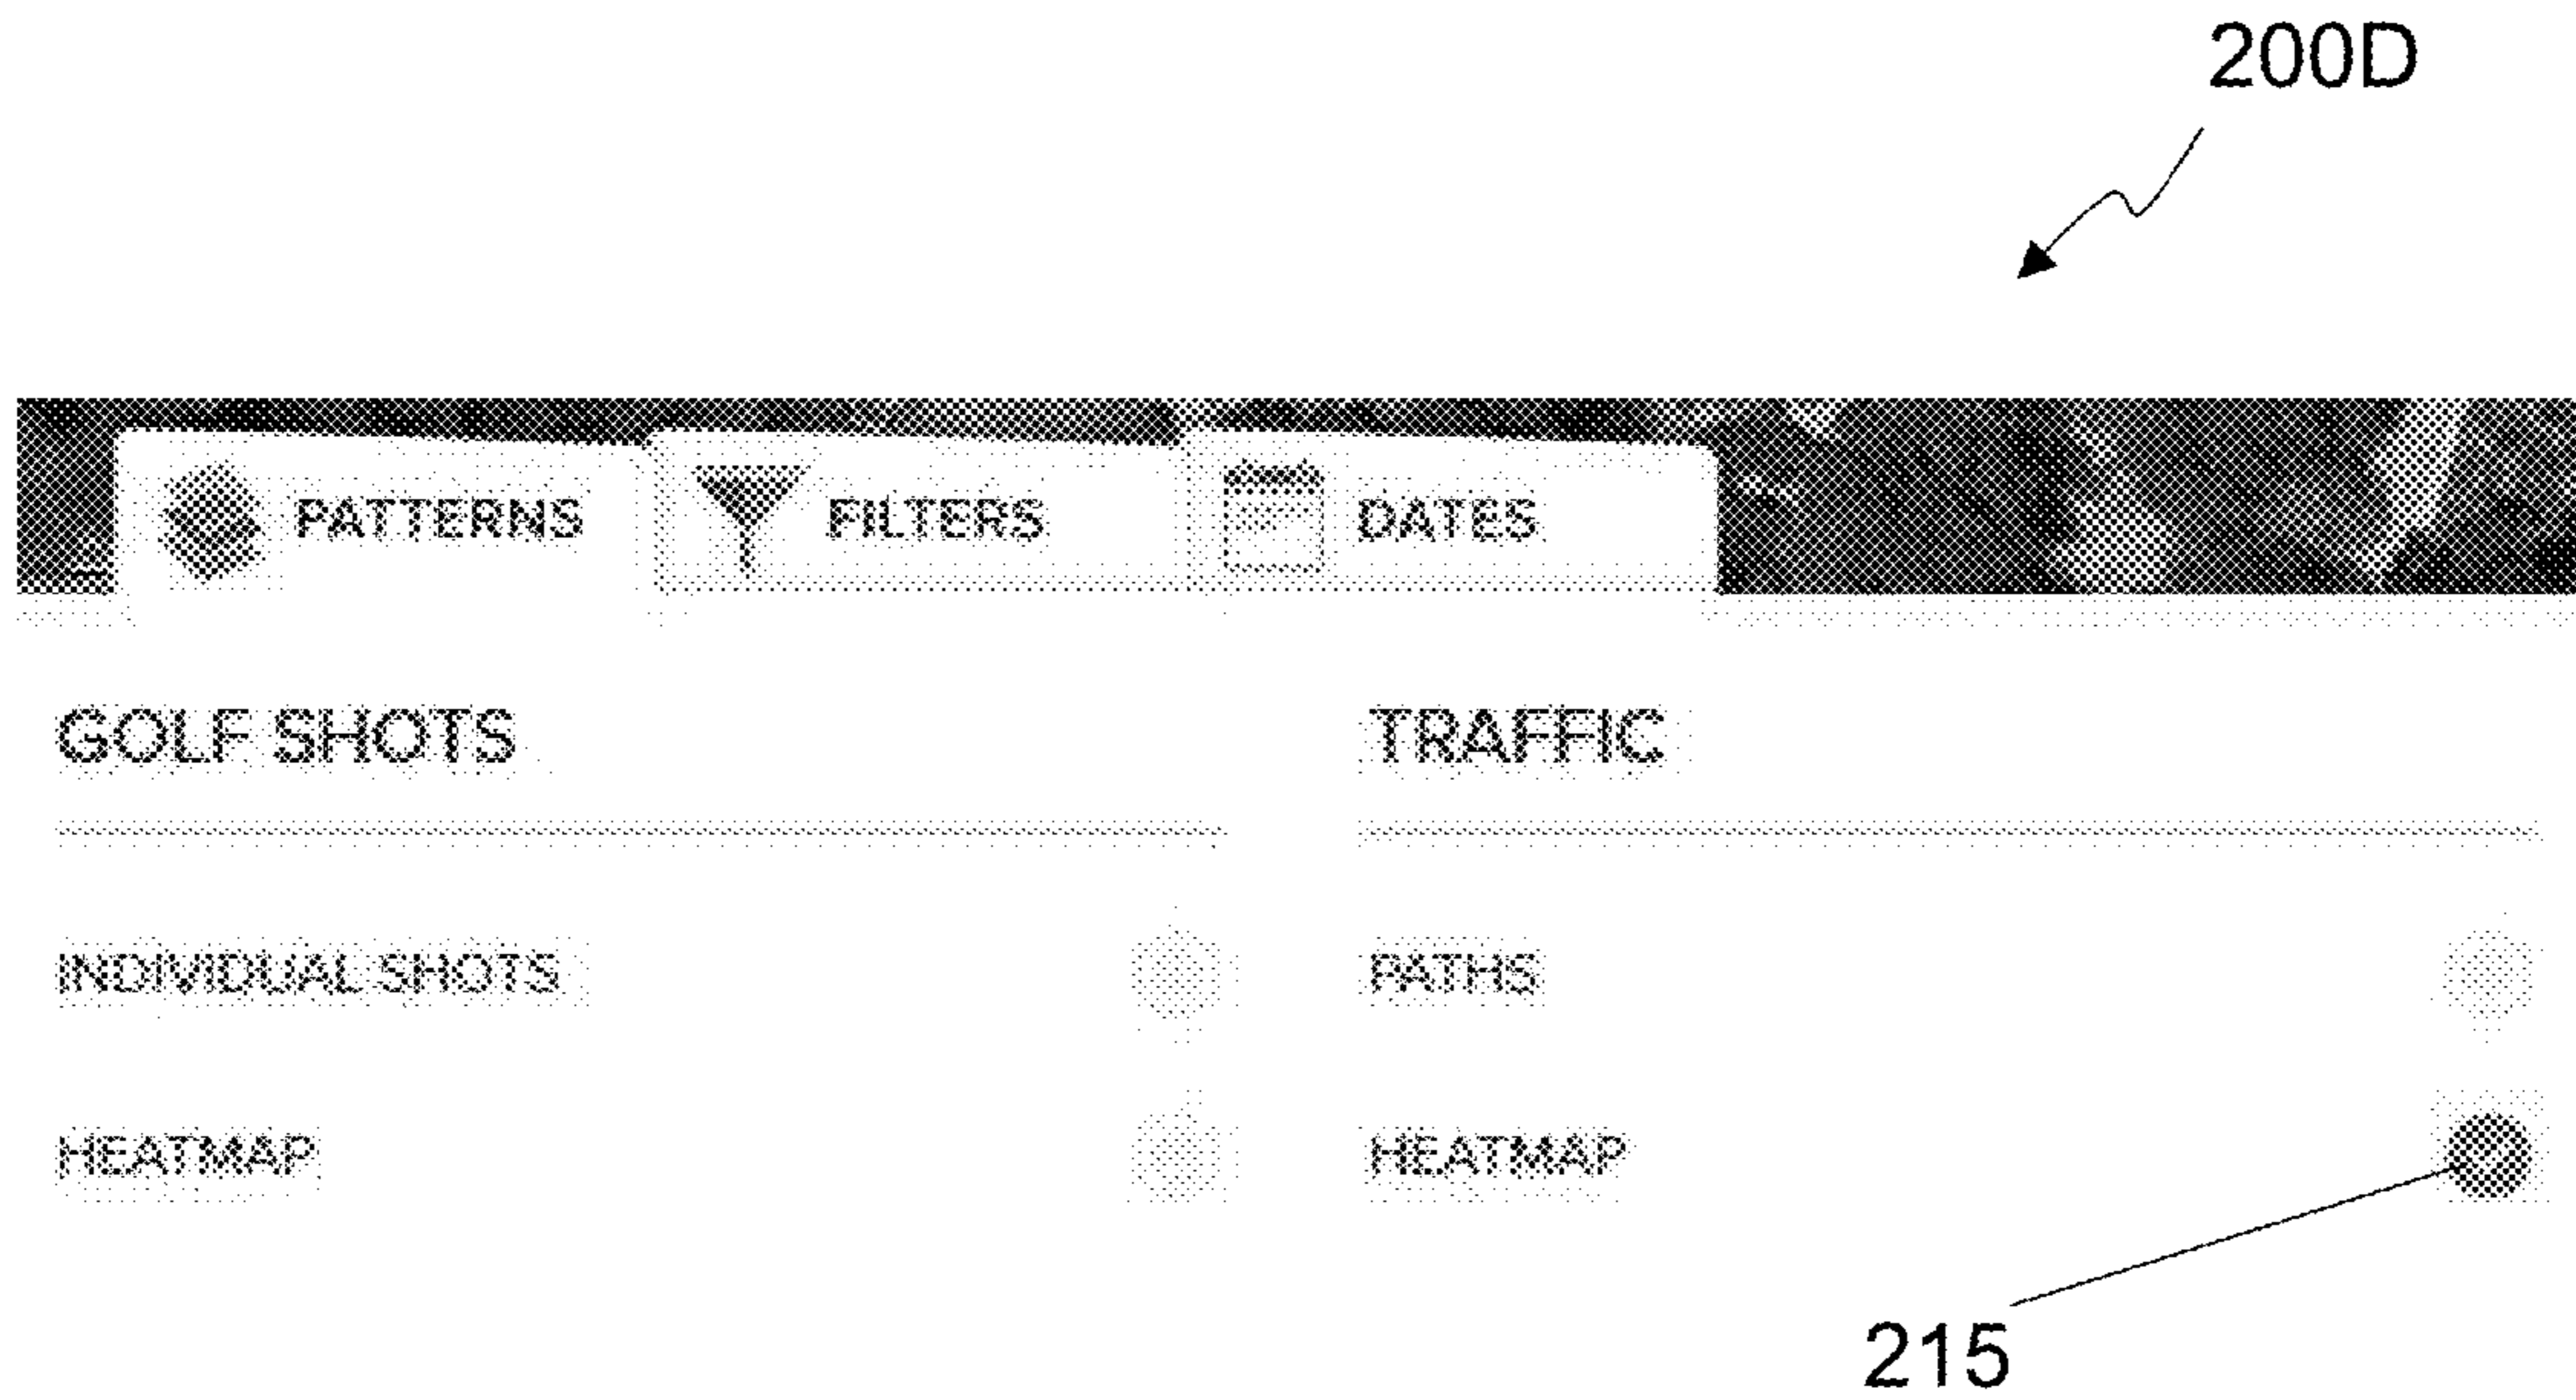 200D
PATTERNS FILTERS DATES
GOLF SHOTS TRAFFIC
INDIVIDUAL SHOTS PATHS
HEATMAP HEATMAP
215